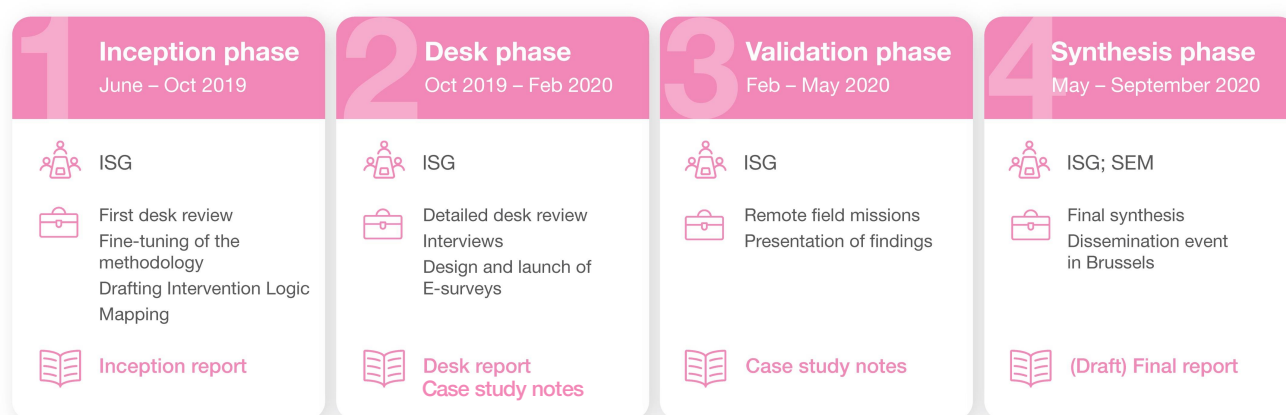 1
Inception phase
June – Oct 2019
ISG
First desk review
Fine-tuning of the
methodology
Drafting Intervention Logic
Mapping
Inception report
2
Desk phase
Oct 2019 – Feb 2020
ISG
Detailed desk review
Interviews
Design and launch of
E-surveys
Desk report
Case study notes
3
Validation phase
Feb – May 2020
ISG
Remote field missions
Presentation of findings
Case study notes
4
Synthesis phase
May – September 2020
ISG; SEM
Final synthesis
Dissemination event
in Brussels
(Draft) Final report